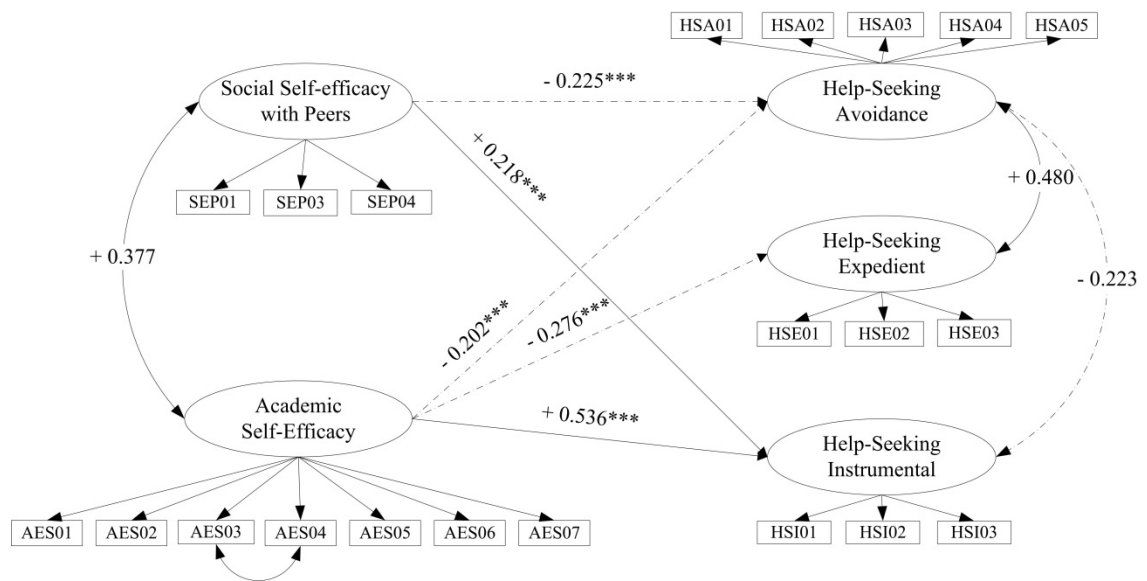 HSA01
HSA02
HSA03
HSA04
HSA05
Social Self-efficacy
with Peers
- 0.225***
Help-Seeking
Avoidance
+ 0.218***
SEP01
SEP03
SEP04
+ 0.480
+ 0.377
Help-Seeking
Expedient
- 0.223
- 0.202***
- 0.276***
HSE01
HSE02
HSE03
Academic
Self-Efficacy
+ 0.536***
Help-Seeking
Instrumental
AES01
AES02
AES03
AES04
AES05
AES06
AES07
HSI01
HSI02
HSI03